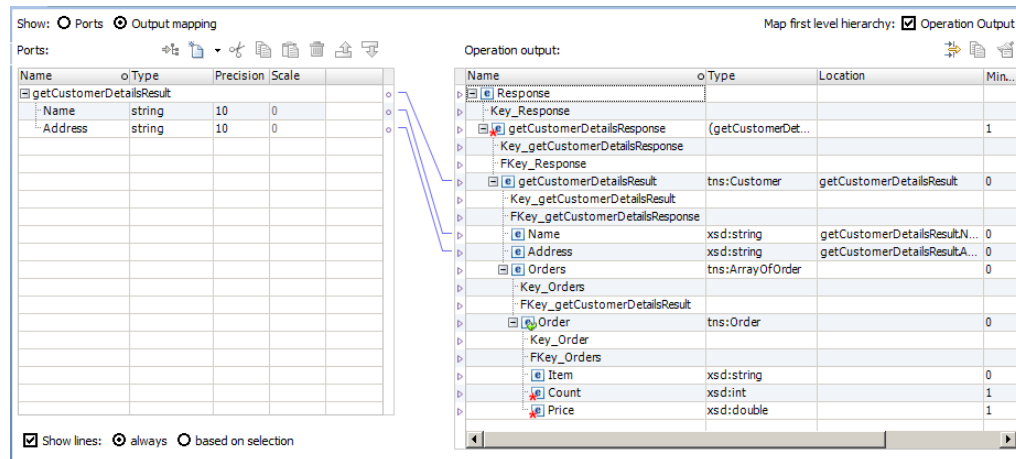 Show: Ports Output mapping Map first level hierarchy: Operation Output
Ports: Operation output:
Name Type Precision Scale Name Type Location Min...
getCustomerDetailsResult Response
Name string 10 0 Key_Response
Address string 10 0 getCustomerDetailsResponse (getCustomerDet... 1
Key_getCustomerDetailsResponse
FKey_Response
getCustomerDetailsResult tns:Customer getCustomerDetailsResult 0
Key_getCustomerDetailsResult
FKey_getCustomerDetailsResponse
Name xsd:string getCustomerDetailsResult.N... 0
Address xsd:string getCustomerDetailsResult.A... 0
Orders tns:ArrayOfOrder 0
Key_Orders
FKey_getCustomerDetailsResult
Order tns:Order 0
Key_Order
FKey_Orders
Item xsd:string 0
Count xsd:int 1
Price xsd:double 1
Show lines: always based on selection